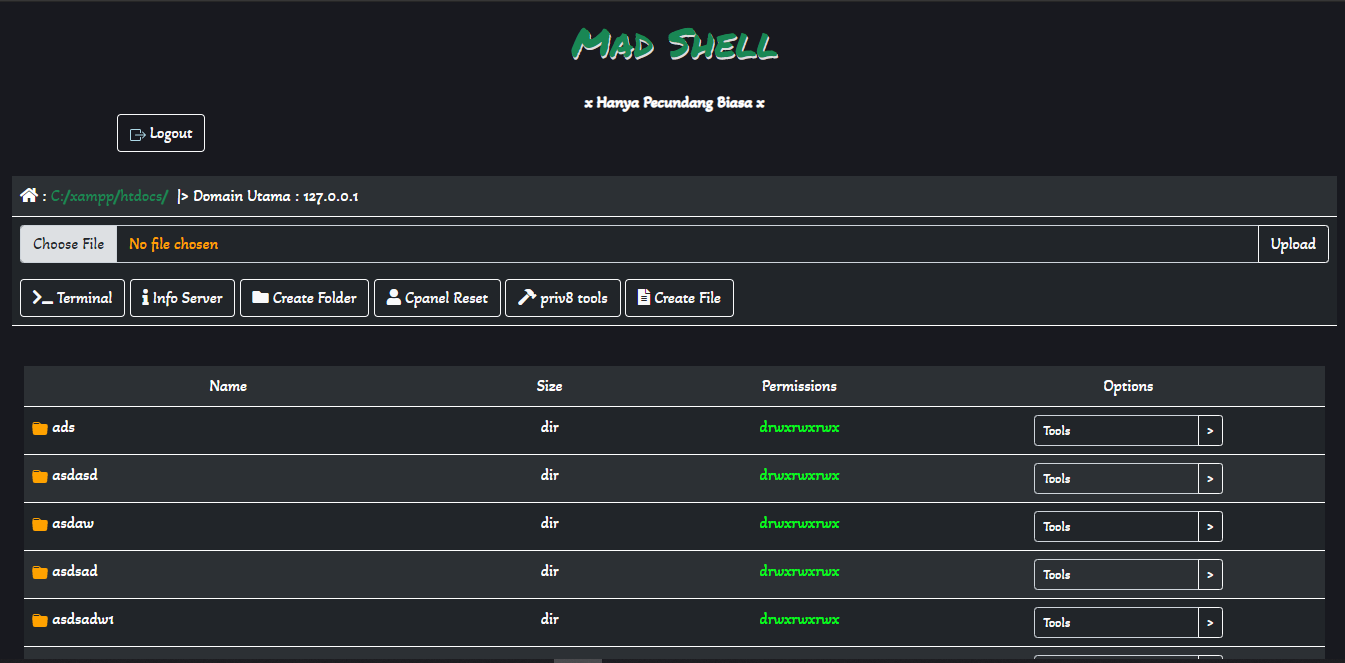 Mad Shell
x Hanya Pecundang Biasa x
Logout
: C:/xampp/htdocs/ |> Domain Utama : 127.0.0.1
Choose File No file chosen Upload
Terminal Info Server Create Folder Cpanel Reset priv8 tools Create File
Name Size Permissions Options
ads dir drwxrwxrwx Tools >
asdasd dir drwxrwxrwx Tools >
asdaw dir drwxrwxrwx Tools >
asdsad dir drwxrwxrwx Tools >
asdsadw1 dir drwxrwxrwx Tools >